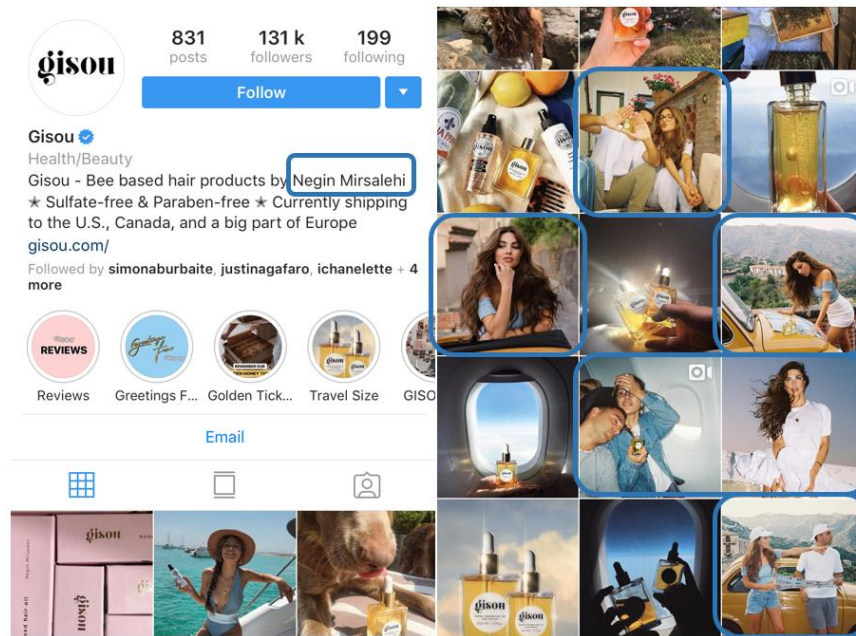 gisou
831
131 k
199
posts
followers
following
Follow
Gisou
Health/Beauty
Gisou - Bee based hair products by Negin Mirsalehi
★ Sulfate-free & Paraben-free ★ Currently shipping
to the U.S., Canada, and a big part of Europe
gisou.com/
Followed by simonaburbaite, justinagafaro, ichanelette + 4
more
REVIEWS
Reviews
Greetings F...
Golden Tick...
Travel Size
GISO
Email
gisou
gisou
gisou
gisou
gisou
gisou